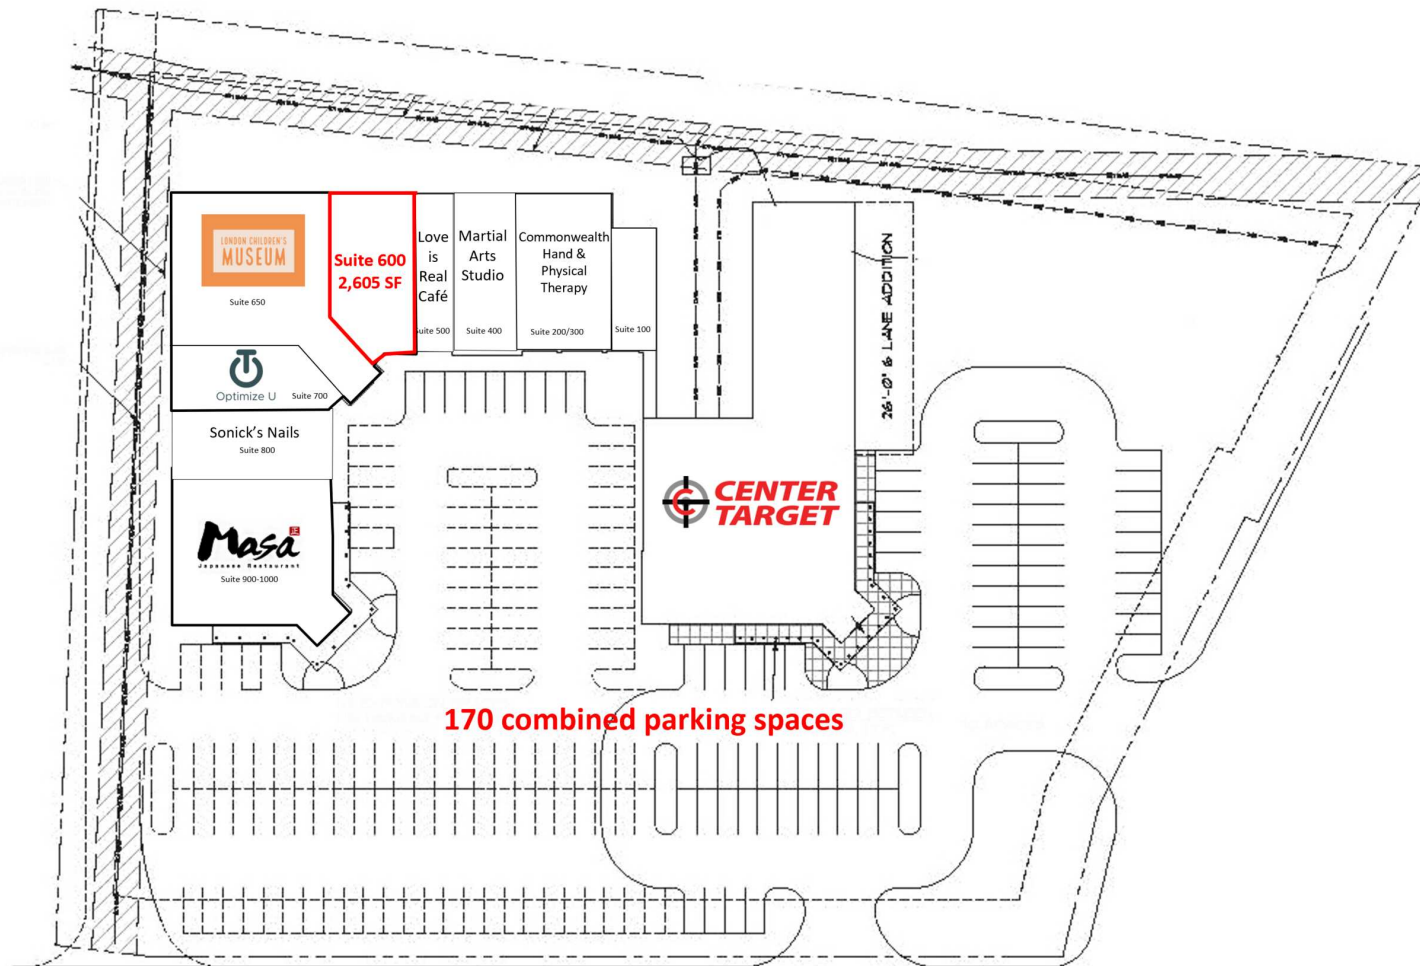 LONDON CHILDREN'S
MUSEUM
Suite 650
Suite 600
2,605 SF
Love
is
Real
Café
Suite 500
Martial
Arts
Studio
Suite 400
Commonwealth
Hand &
Physical
Therapy
Suite 200/300
Suite 100
26'-0" 6 LANE ADDITION
Optimize U
Suite 700
Sonick's Nails
Suite 800
Masa
正
Japanese Restaurant
Suite 900-1000
CENTER
TARGET
170 combined parking spaces